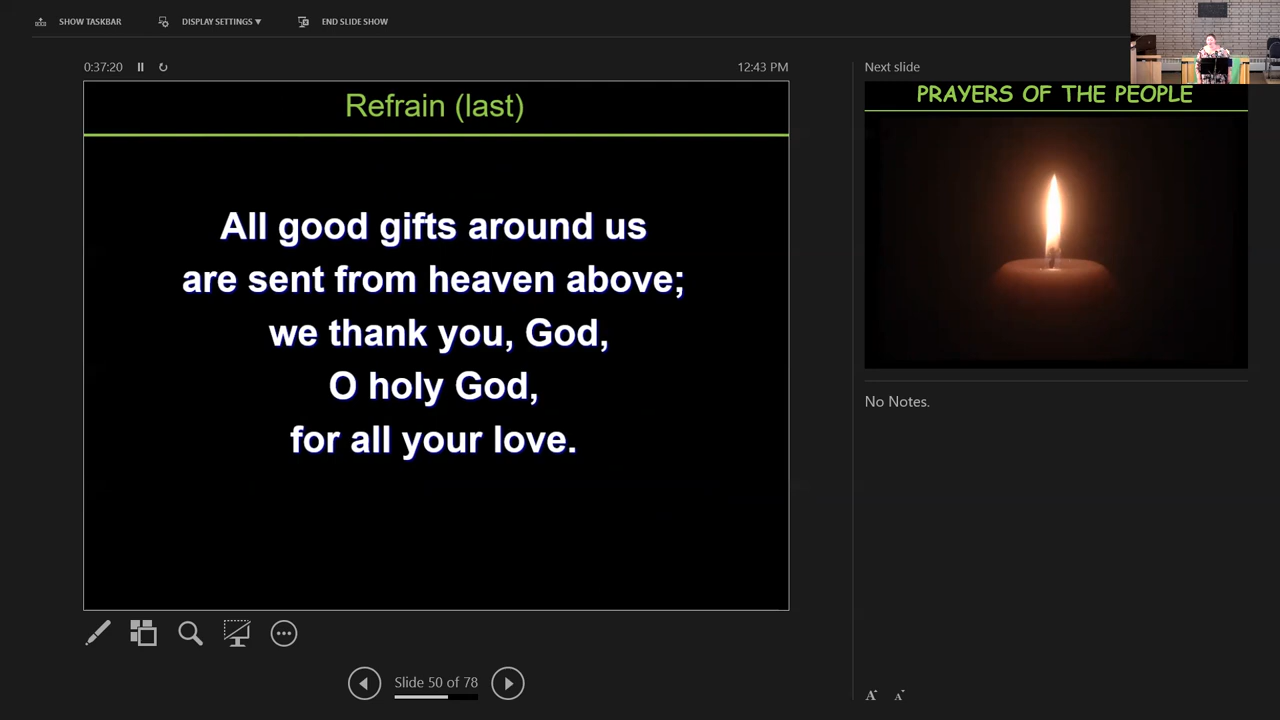 SHOW TASKBAR
DISPLAY SETTINGS ▼
END SLIDE SHOW
0:37:20
12:43 PM
Refrain (last)
All good gifts around us
are sent from heaven above;
we thank you, God,
O holy God,
for all your love.
Slide 50 of 78
Next slide
PRAYERS OF THE PEOPLE
No Notes.
A A